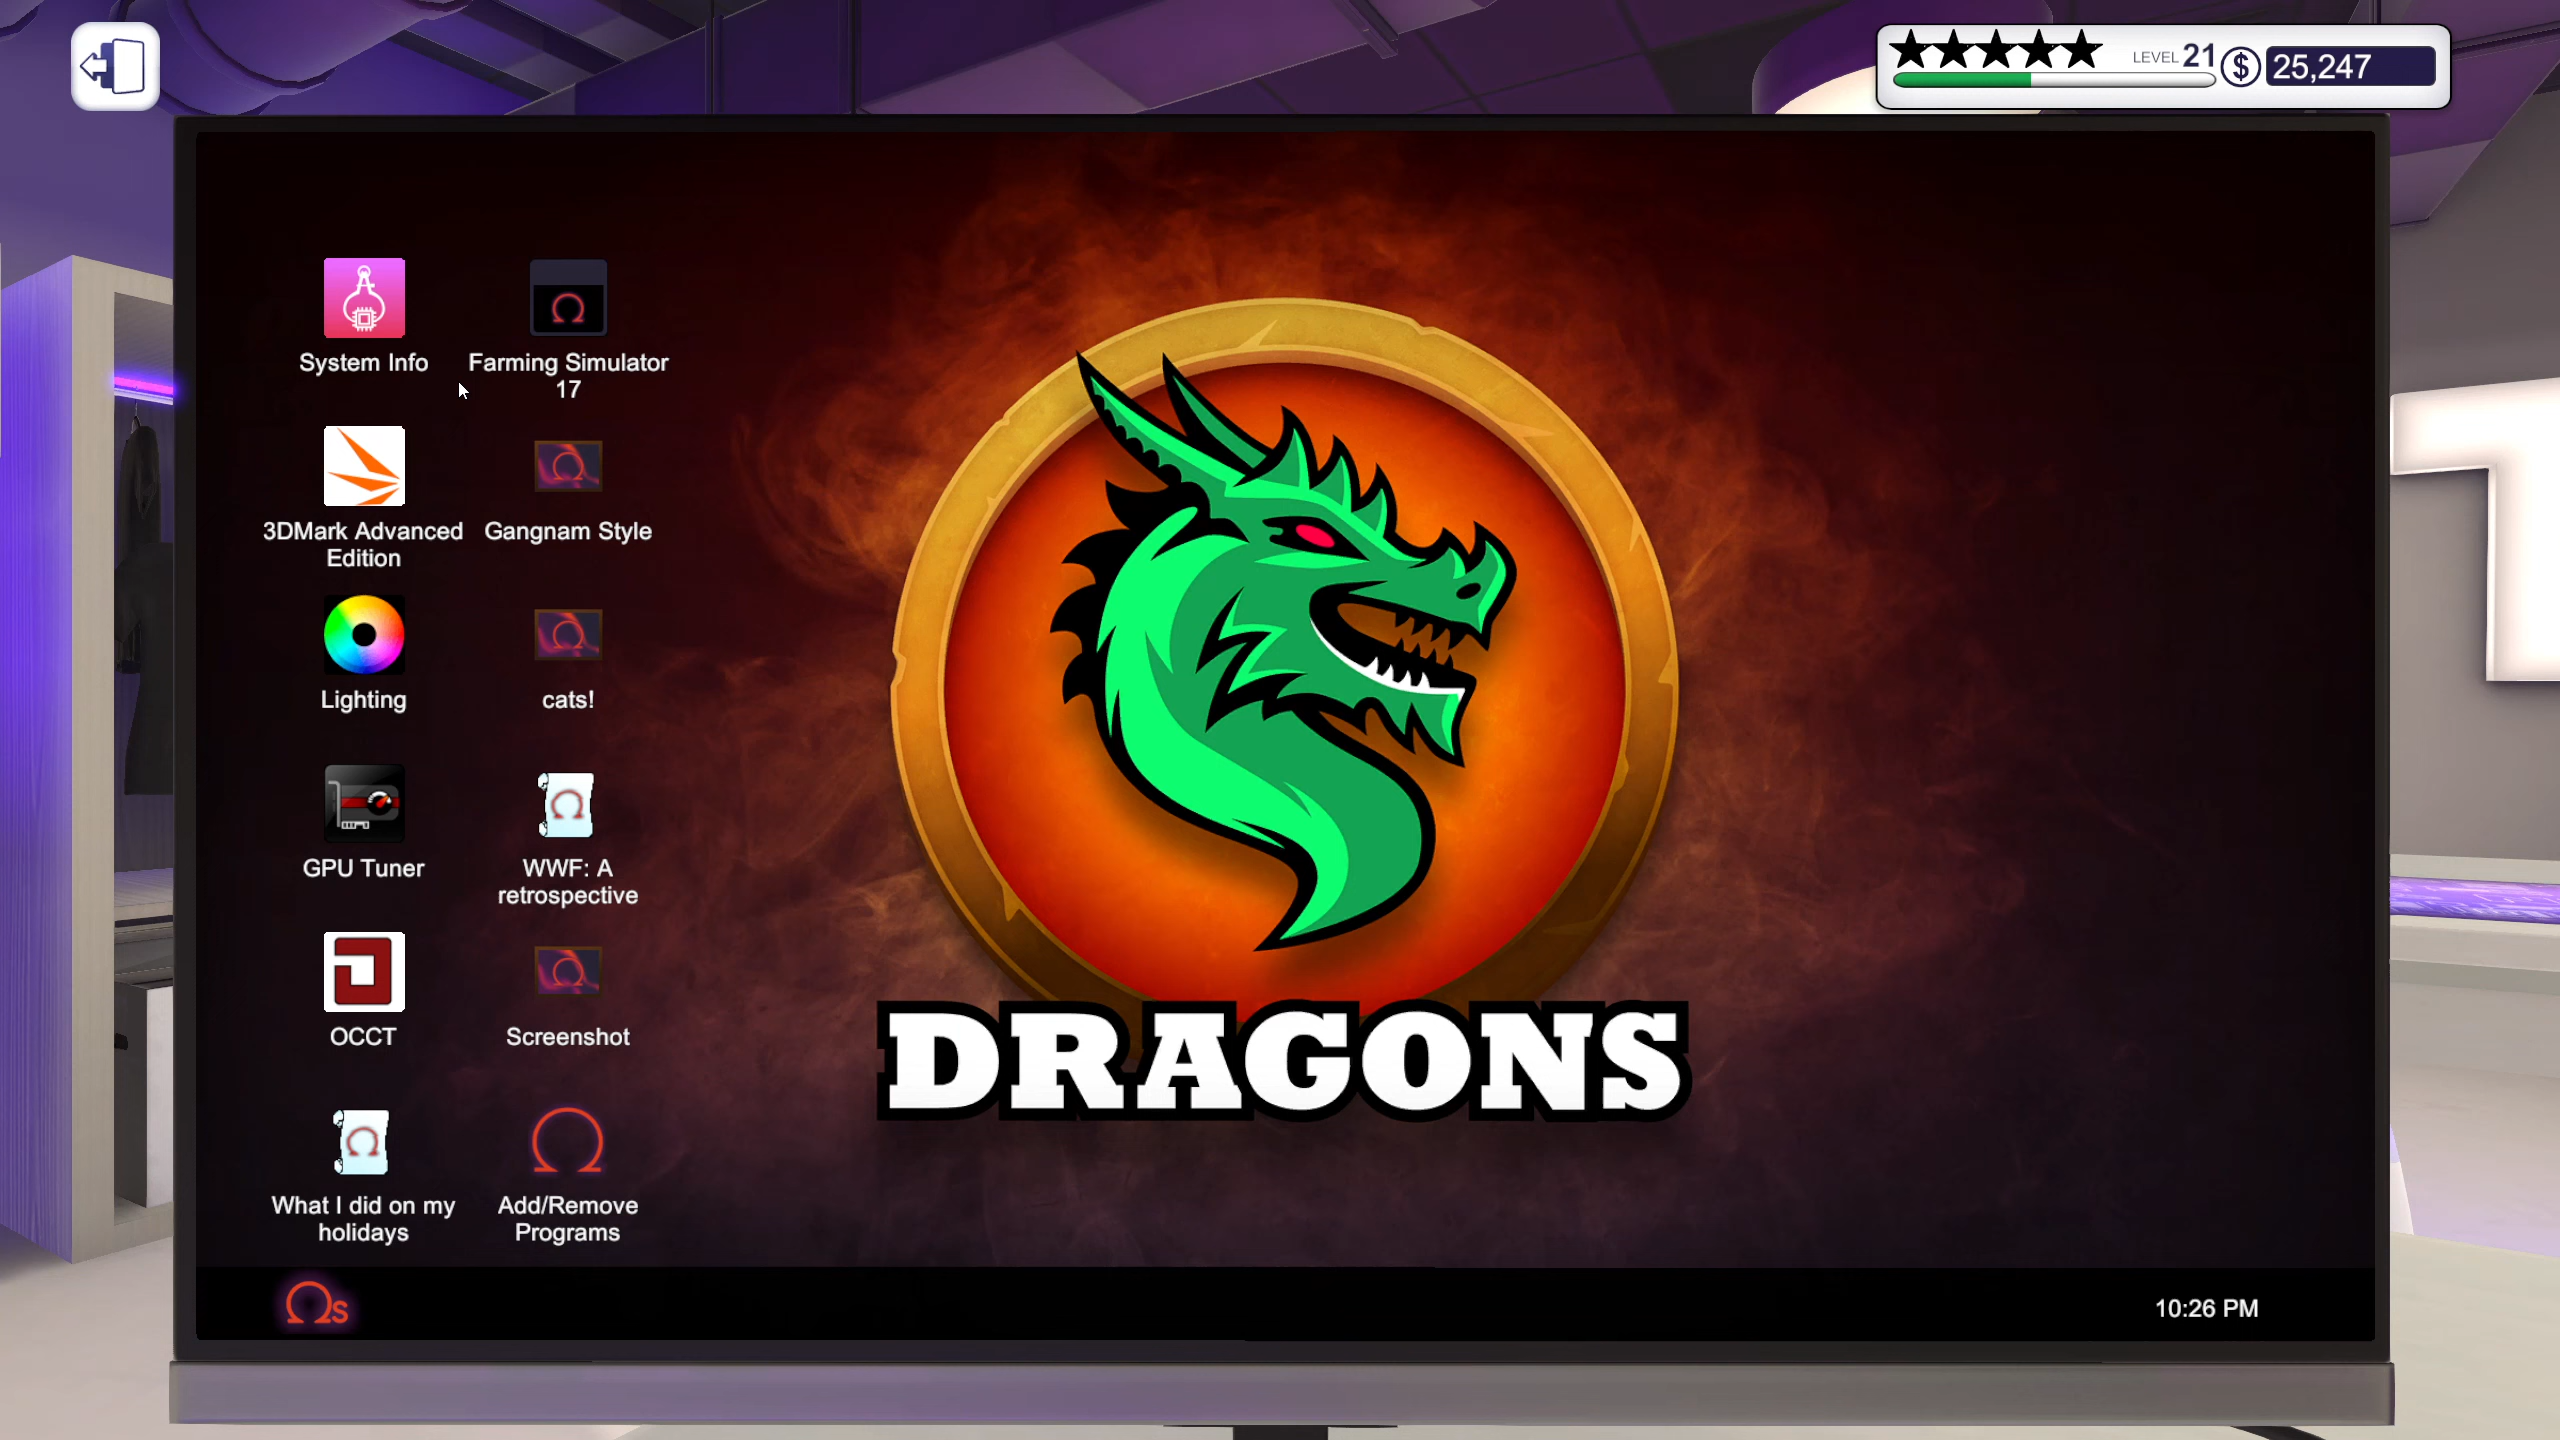 LEVEL 21
$ 25,247
System Info
Farming Simulator
17
3DMark Advanced
Edition
Gangnam Style
Lighting
cats!
GPU Tuner
WWF: A
retrospective
OCCT
Screenshot
What I did on my
holidays
Add/Remove
Programs
DRAGONS
Ωs
10:26 PM
T